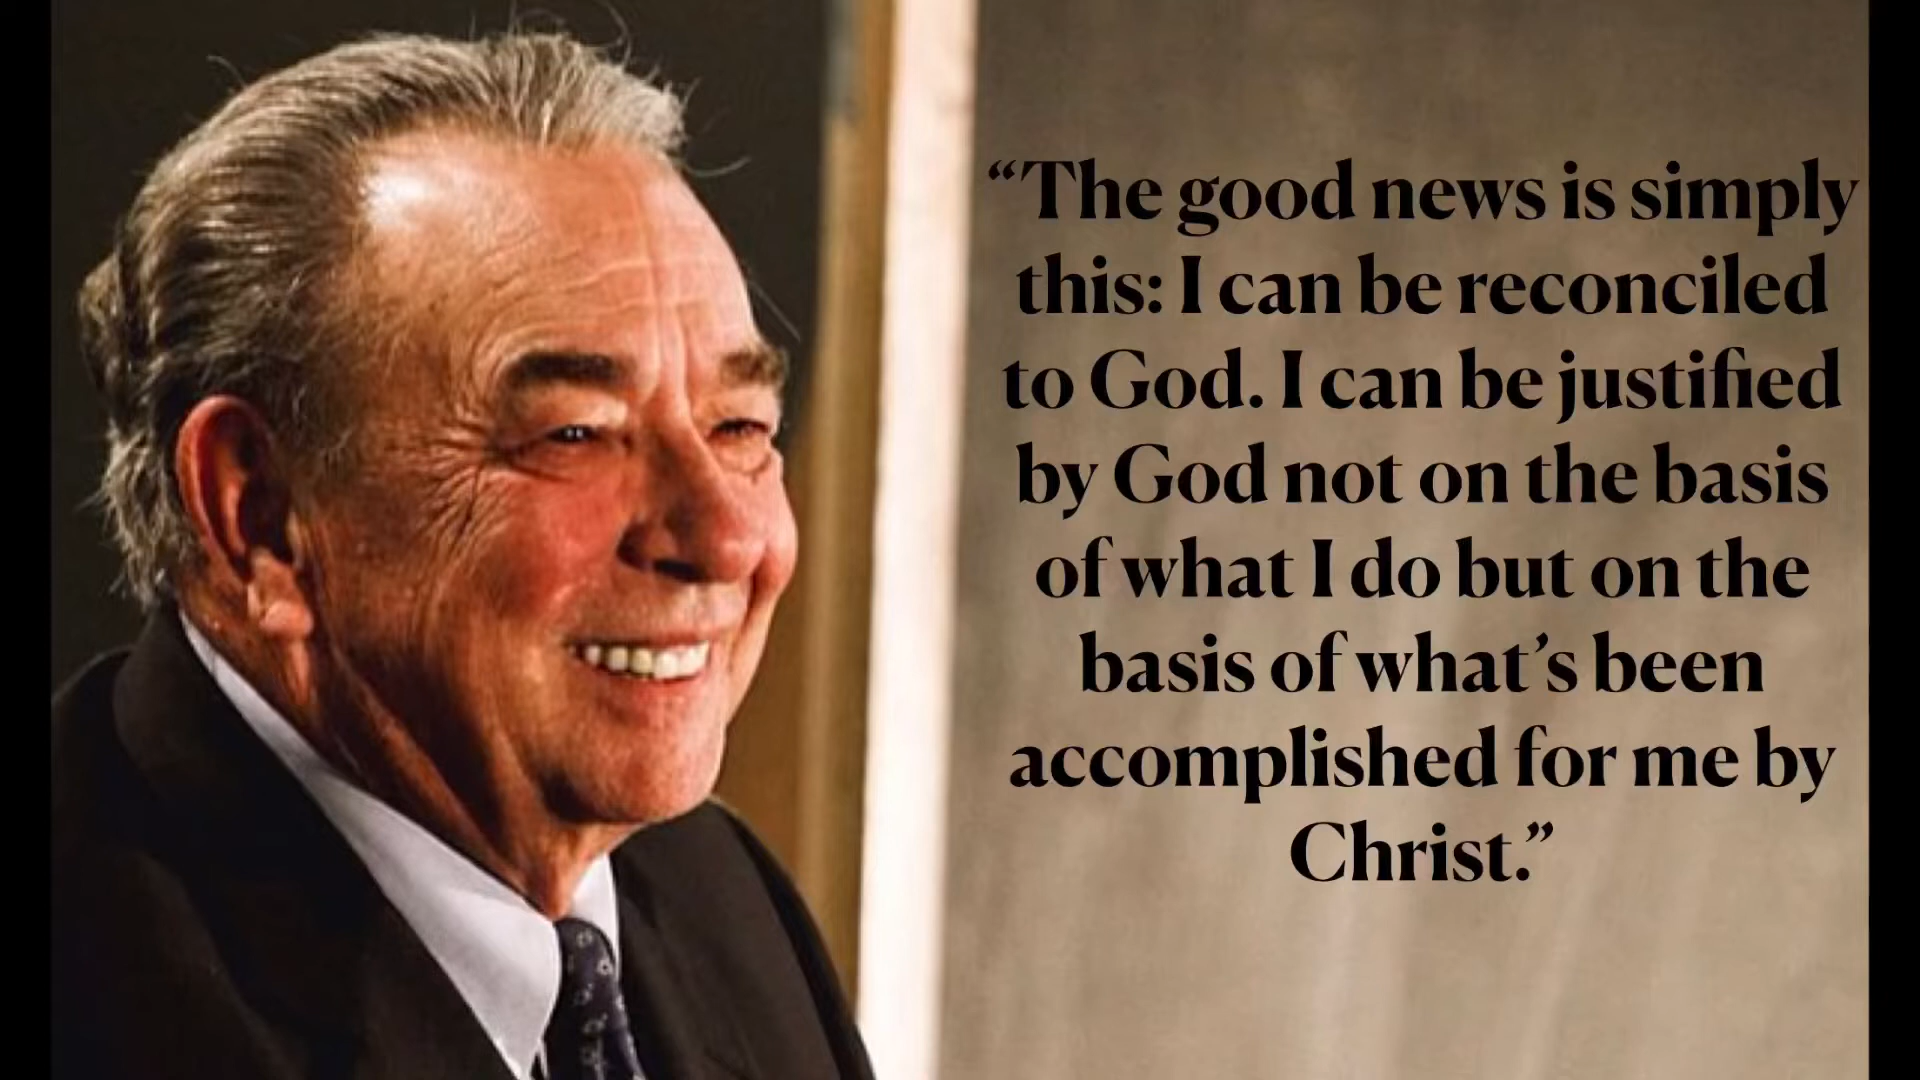 “The good news is simply
this: I can be reconciled
to God. I can be justified
by God not on the basis
of what I do but on the
basis of what’s been
accomplished for me by
Christ.”